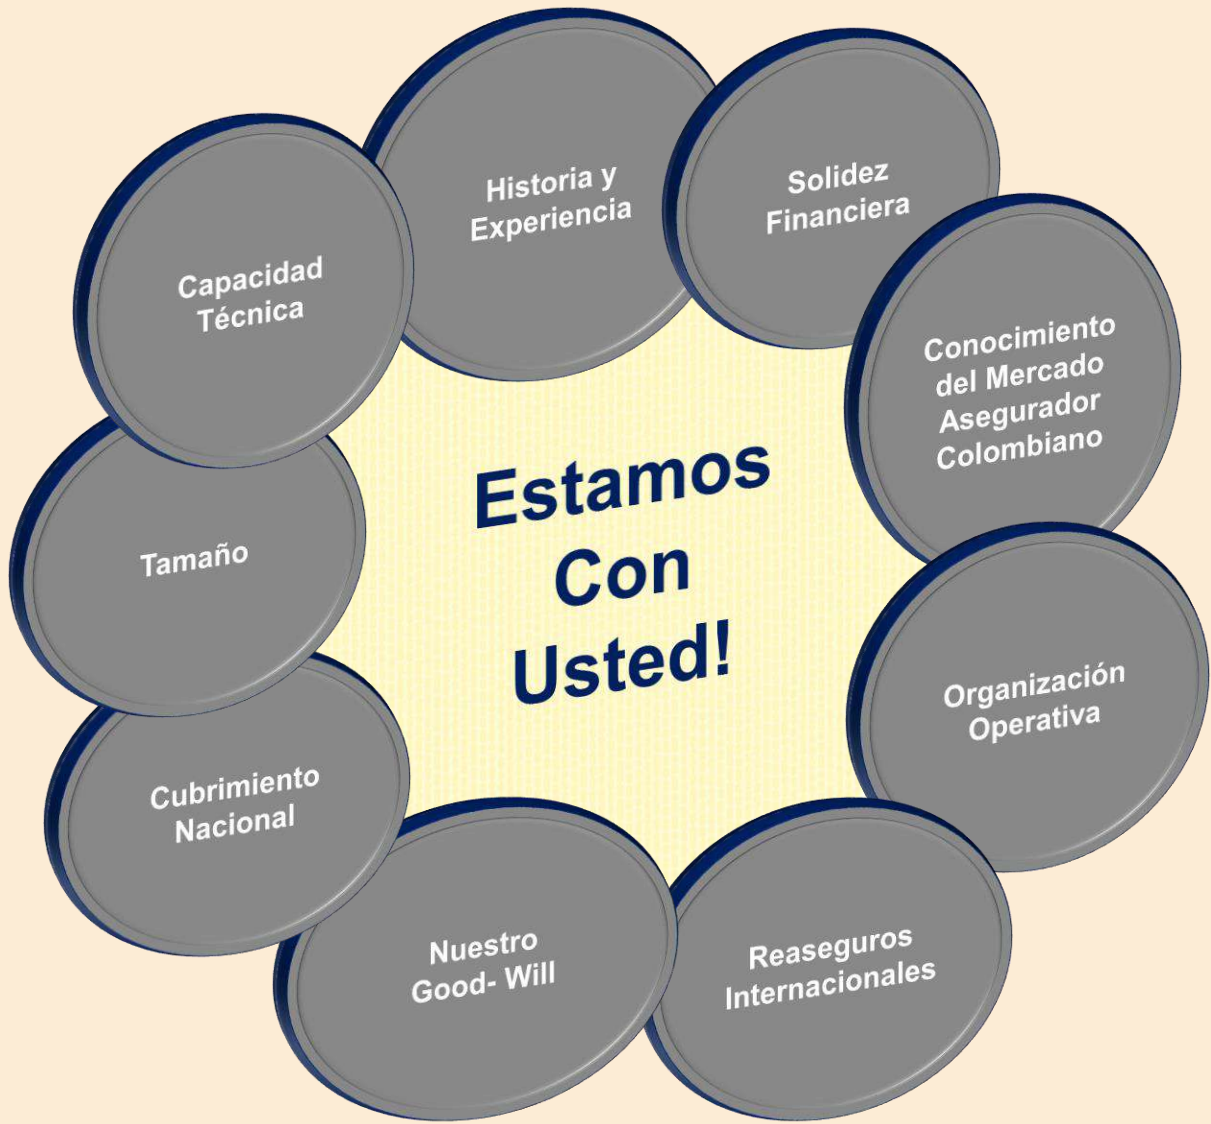 Historia y
Experiencia
Solidez
Financiera
Conocimiento
del Mercado
Asegurador
Colombiano
Organización
Operativa
Reaseguros
Internacionales
Nuestro
Good- Will
Cubrimiento
Nacional
Tamaño
Capacidad
Técnica
Estamos
Con
Usted!